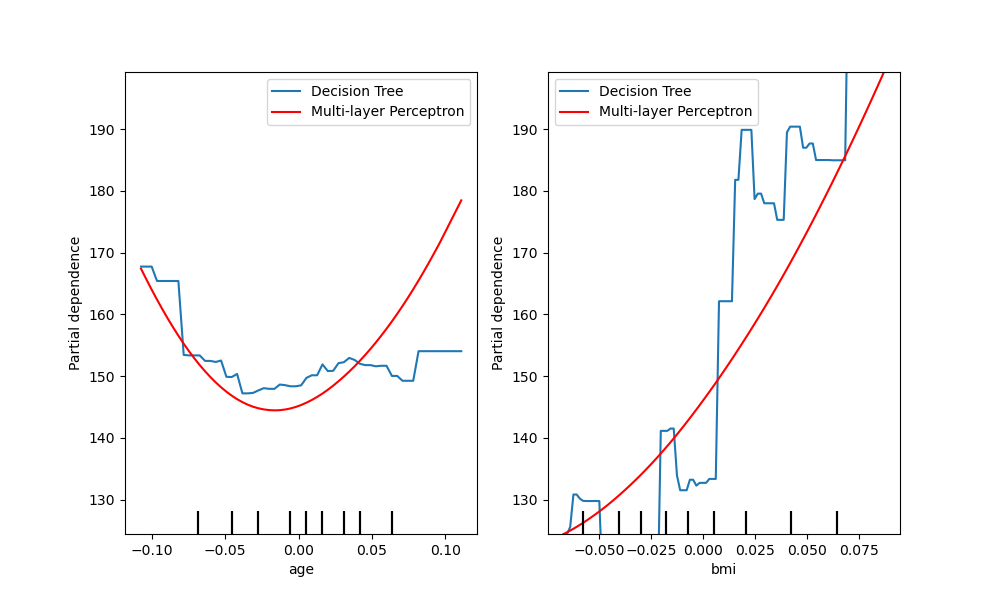 Decision Tree
Multi-layer Perceptron
190
180
170
160
150
140
130
Partial dependence
−0.10 −0.05 0.00 0.05 0.10
age
Decision Tree
Multi-layer Perceptron
190
180
170
160
150
140
130
Partial dependence
−0.050 −0.025 0.000 0.025 0.050 0.075
bmi